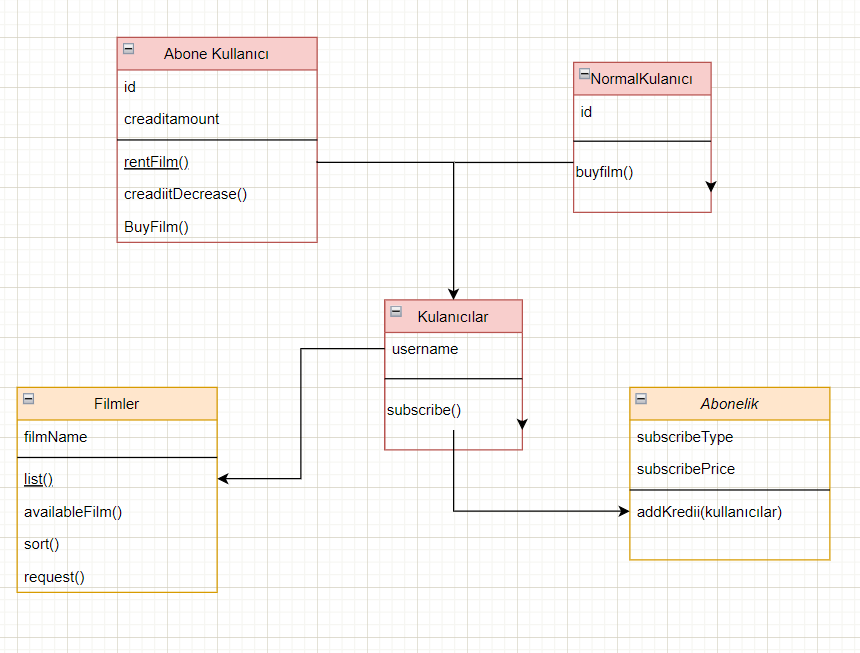 Abone Kullanıcı
id
creaditamount
rentFilm()
creadiitDecrease()
BuyFilm()
NormalKulanıcı
id
buyfilm()
Kulanıcılar
username
subscribe()
Filmler
filmName
list()
availableFilm()
sort()
request()
Abonelik
subscribeType
subscribePrice
addKredii(kullanıcılar)